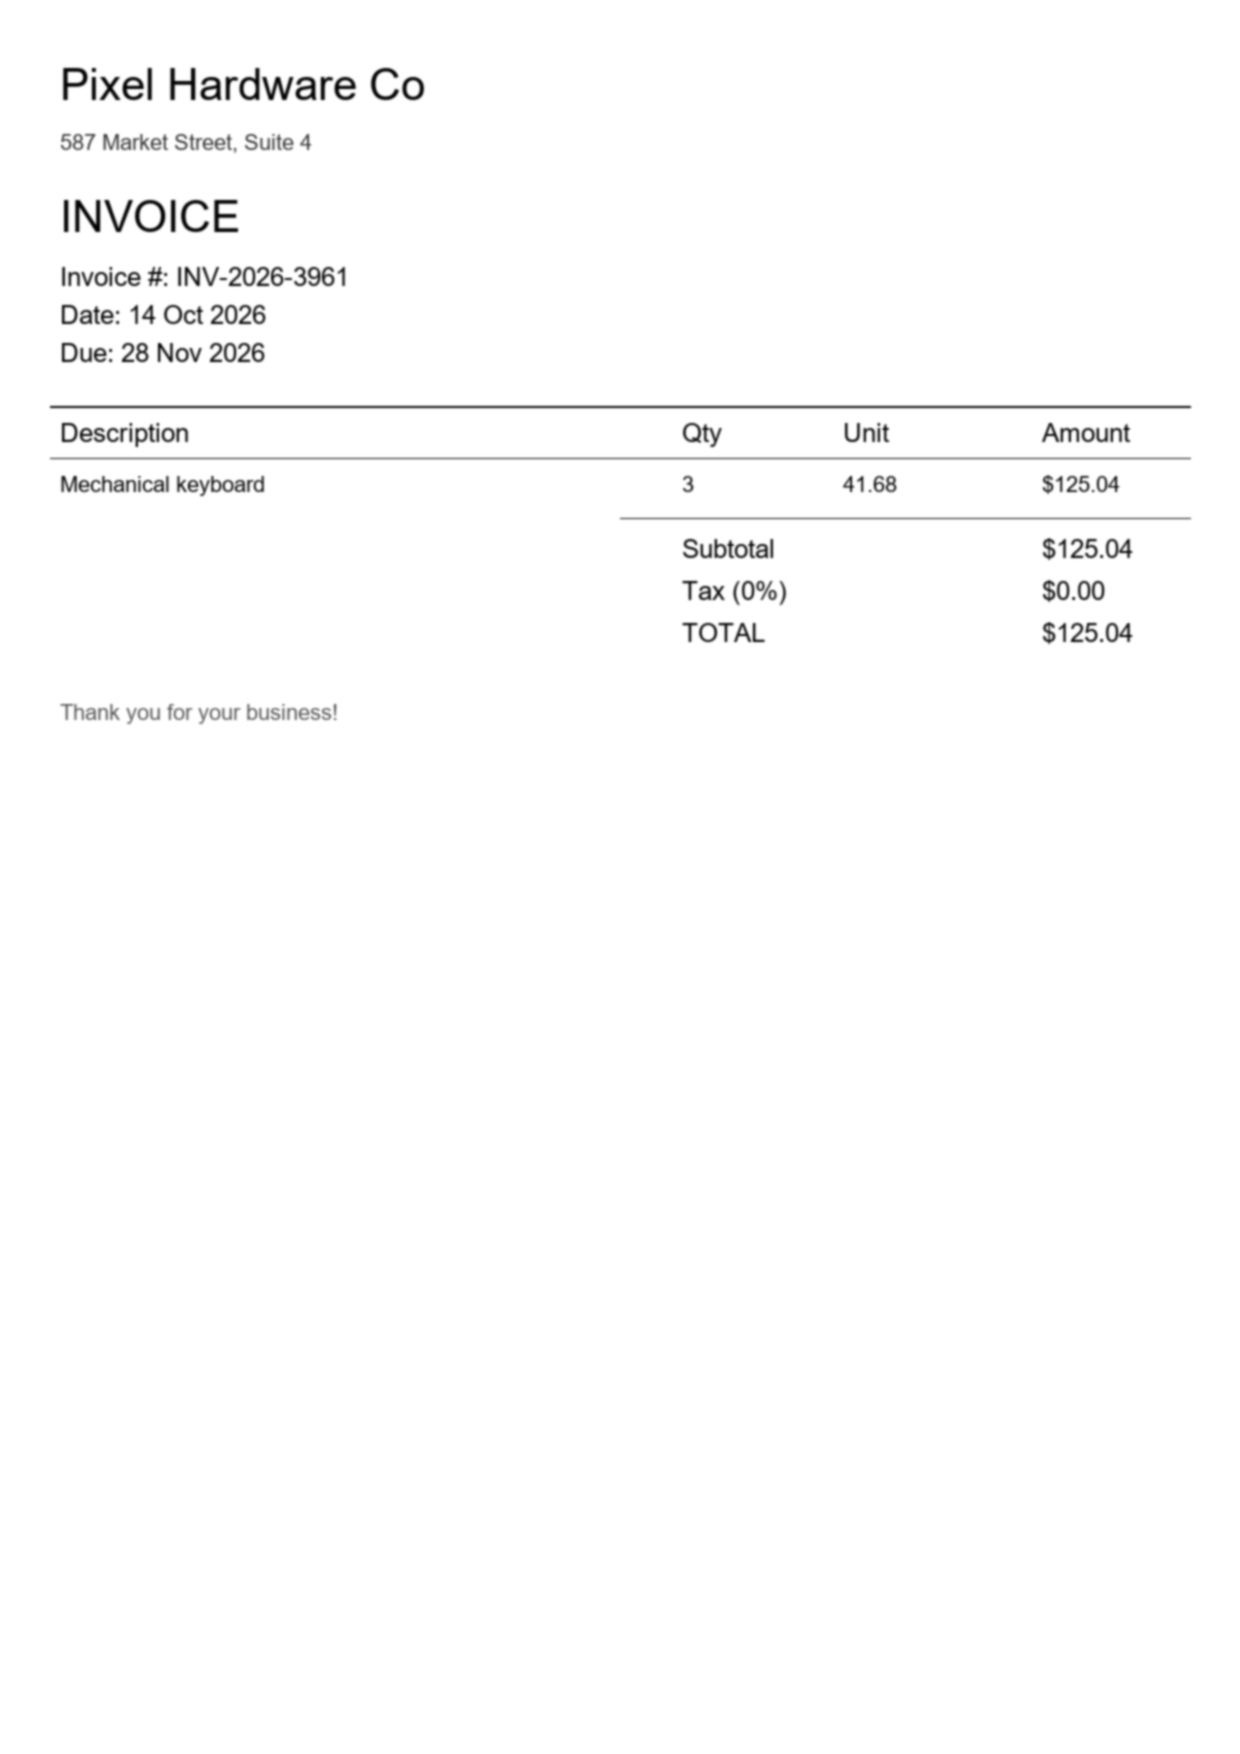 Pixel Hardware Co
587 Market Street, Suite 4
INVOICE
Invoice #: INV-2026-3961
Date: 14 Oct 2026
Due: 28 Nov 2026
Description Qty Unit Amount
Mechanical keyboard 3 41.68 $125.04
Subtotal $125.04
Tax (0%) $0.00
TOTAL $125.04
Thank you for your business!